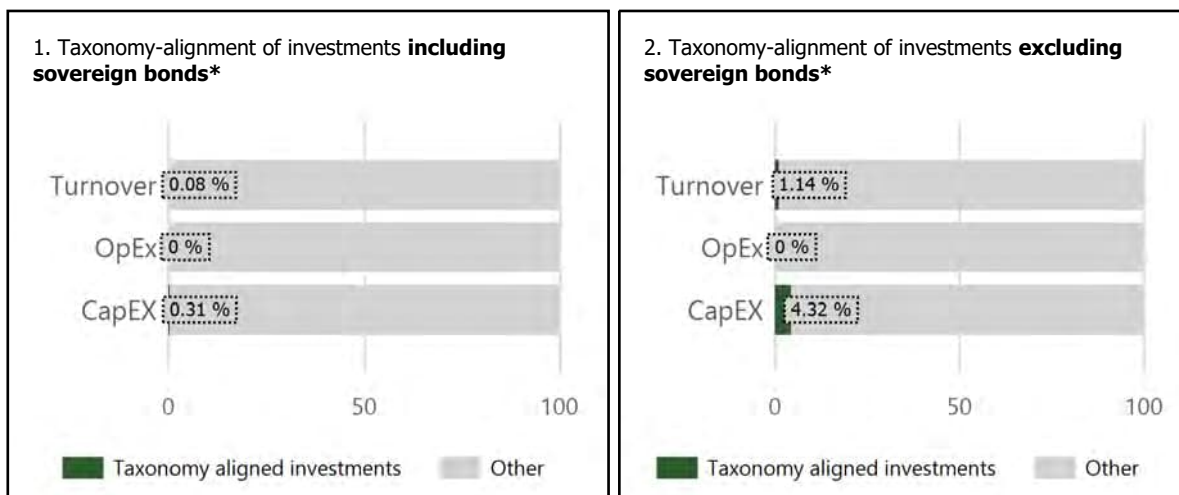 1. Taxonomy-alignment of investments including
sovereign bonds*
Turnover 0.08 %
OpEx 0 %
CapEX 0.31 %
0 50 100
Taxonomy aligned investments Other
2. Taxonomy-alignment of investments excluding
sovereign bonds*
Turnover 1.14 %
OpEx 0 %
CapEX 4.32 %
0 50 100
Taxonomy aligned investments Other